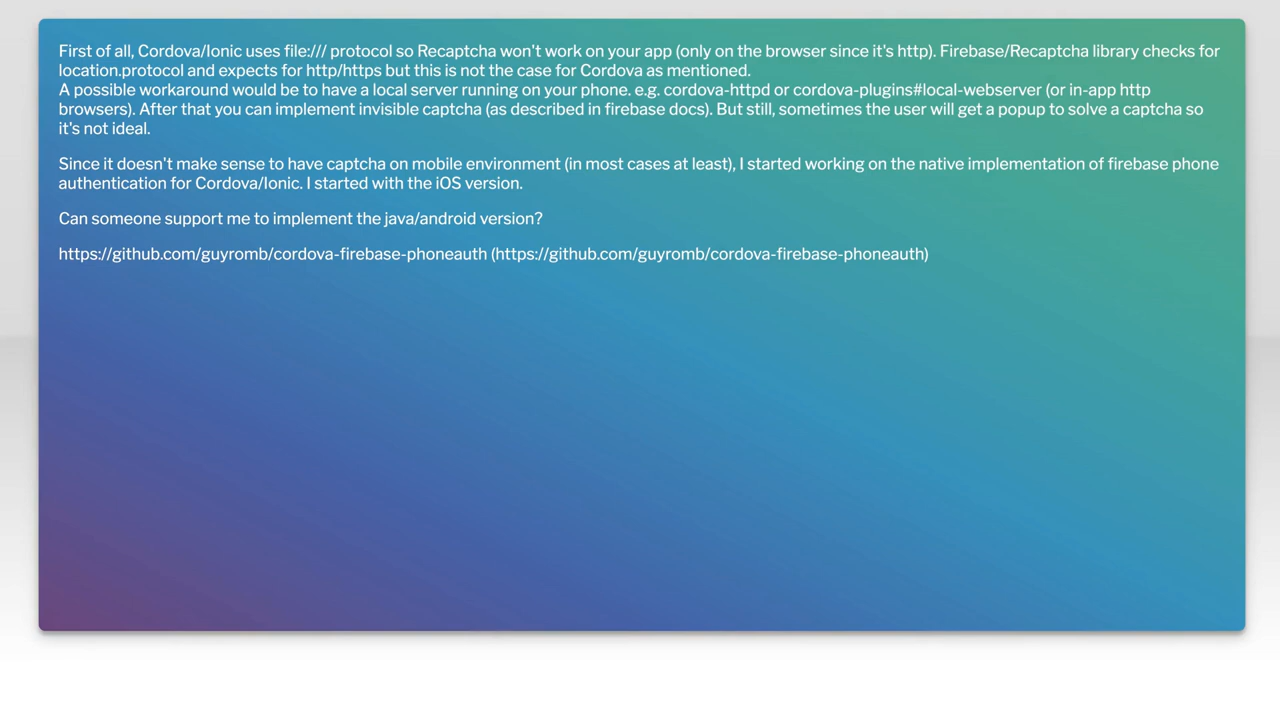 First of all, Cordova/Ionic uses file:/// protocol so Recaptcha won't work on your app (only on the browser since it's http). Firebase/Recaptcha library checks for
location.protocol and expects for http/https but this is not the case for Cordova as mentioned.
A possible workaround would be to have a local server running on your phone. e.g. cordova-httpd or cordova-plugins#local-webserver (or in-app http
browsers). After that you can implement invisible captcha (as described in firebase docs). But still, sometimes the user will get a popup to solve a captcha so
it's not ideal.
Since it doesn't make sense to have captcha on mobile environment (in most cases at least), I started working on the native implementation of firebase phone
authentication for Cordova/Ionic. I started with the iOS version.
Can someone support me to implement the java/android version?
https://github.com/guyromb/cordova-firebase-phoneauth (https://github.com/guyromb/cordova-firebase-phoneauth)